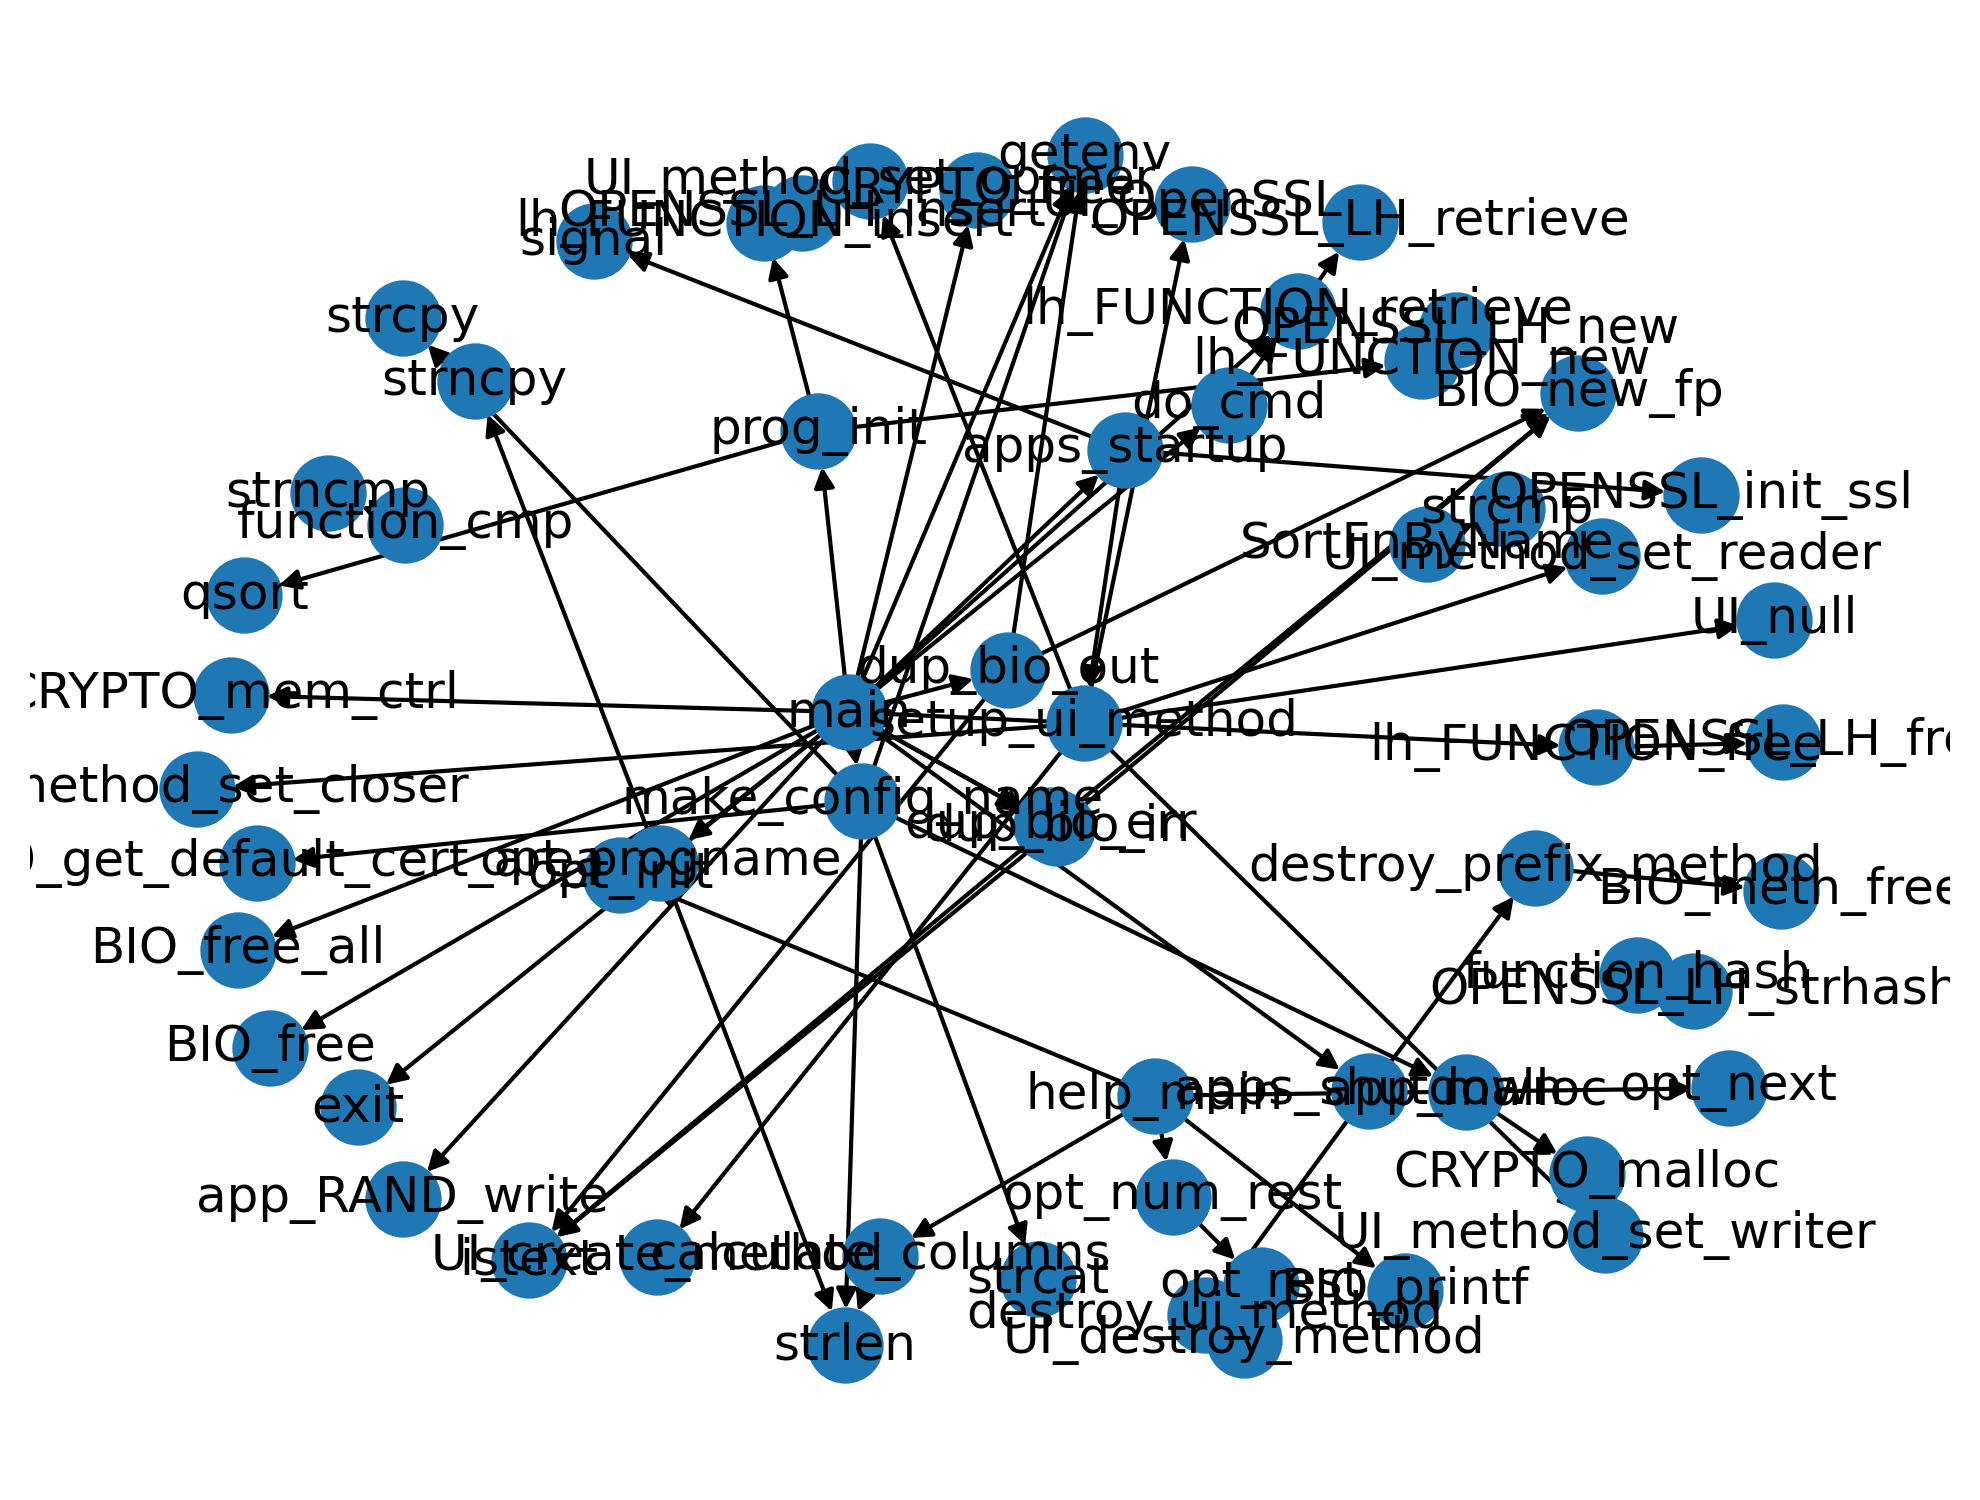 getenv
UI_method_set_opener
CRYPTO_free
UI_OpenSSL
OPENSSL_LH_insert
lh_FUNCTION_insert
OPENSSL_LH_retrieve
signal
strcpy
lh_FUNCTION_retrieve
OPENSSL_LH_new
lh_FUNCTION_new
strncpy
BIO_new_fp
do_cmd
prog_init
apps_startup
strncmp
OPENSSL_init_ssl
strcmp
function_cmp
SortFnByName
UI_method_set_reader
qsort
UI_null
dup_bio_out
CRYPTO_mem_ctrl
main
setup_ui_method
lh_FUNCTION_free
OPENSSL_LH_fre
method_set_closer
make_config_name
dup_bio_err
dup_bio_in
_get_default_cert_area
opt_progname
opt_init
destroy_prefix_method
BIO_meth_free
BIO_free_all
function_hash
OPENSSL_LH_strhash
BIO_free
exit
help_main
apps_shutdown
app_malloc
opt_next
CRYPTO_malloc
app_RAND_write
opt_num_rest
UI_method_set_writer
UI_create_method
istext
calculate_columns
strcat
opt_rest
BIO_printf
destroy_ui_method
UI_destroy_method
strlen